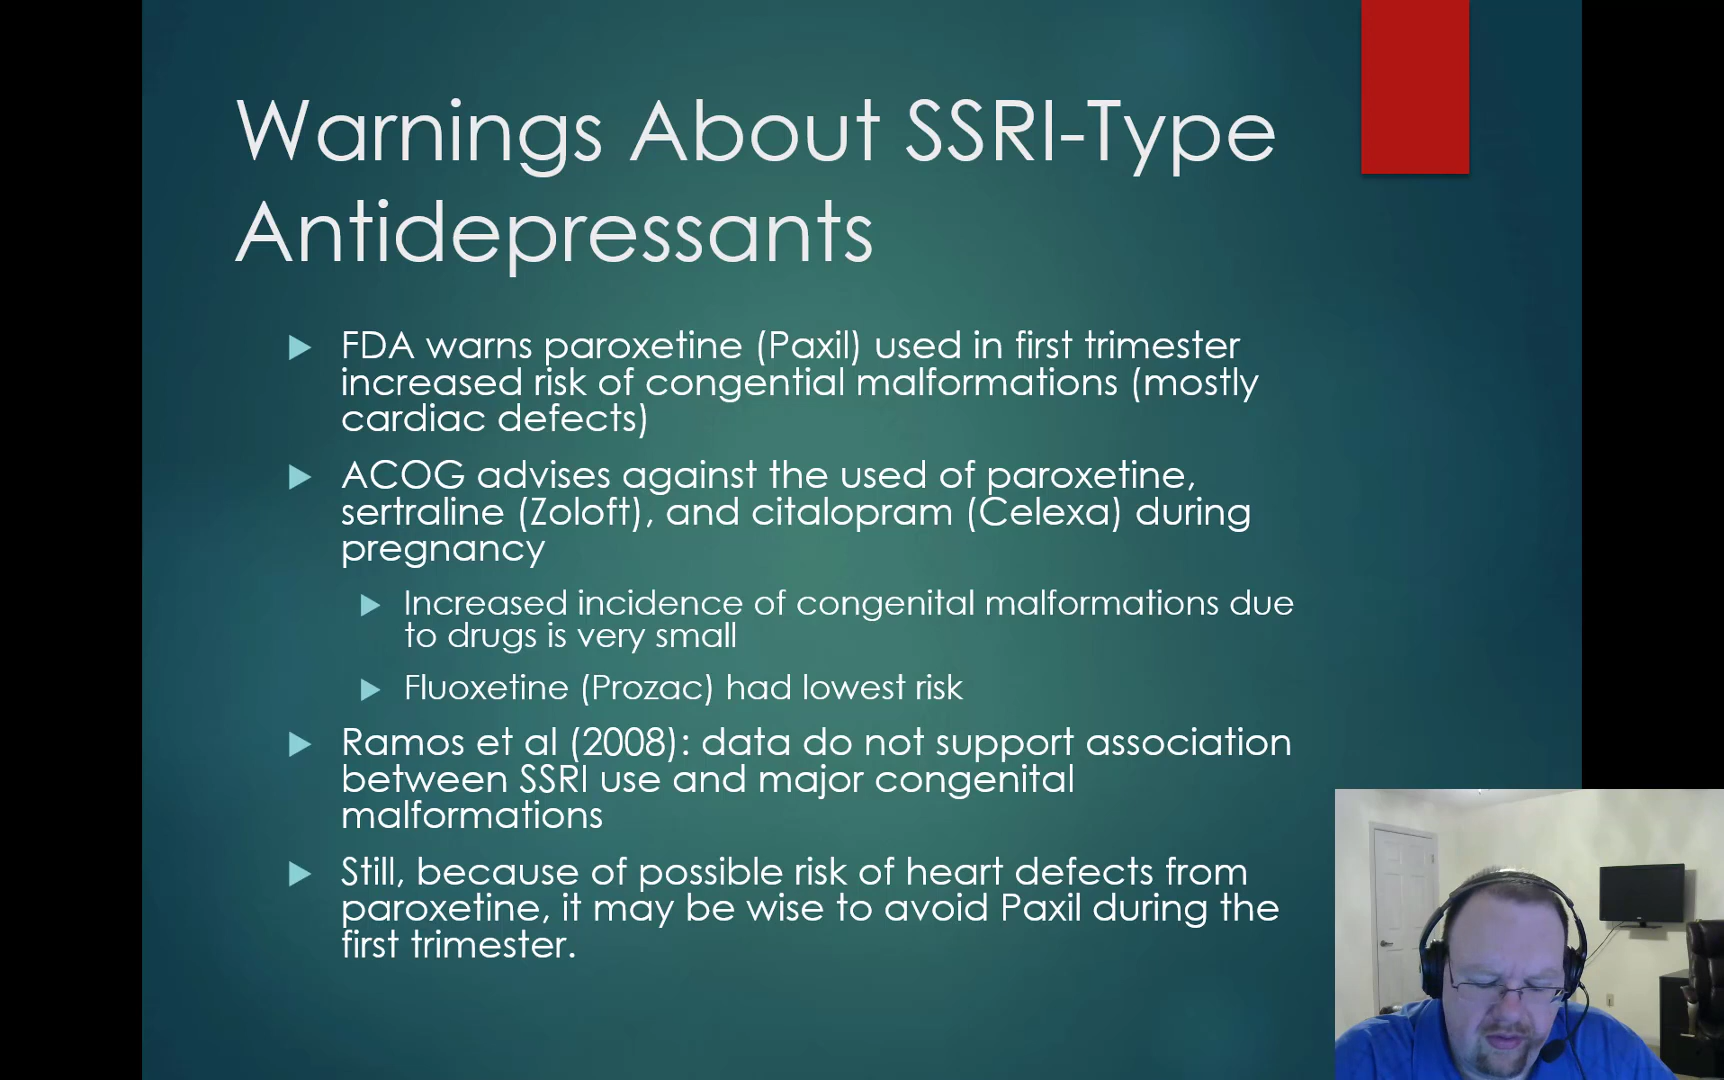 Warnings About SSRI-Type
Antidepressants
FDA warns paroxetine (Paxil) used in first trimester
increased risk of congential malformations (mostly
cardiac defects)
ACOG advises against the used of paroxetine,
sertraline (Zoloft), and citalopram (Celexa) during
pregnancy
Increased incidence of congenital malformations due
to drugs is very small
Fluoxetine (Prozac) had lowest risk
Ramos et al (2008): data do not support association
between SSRI use and major congenital
malformations
Still, because of possible risk of heart defects from
paroxetine, it may be wise to avoid Paxil during the
first trimester.